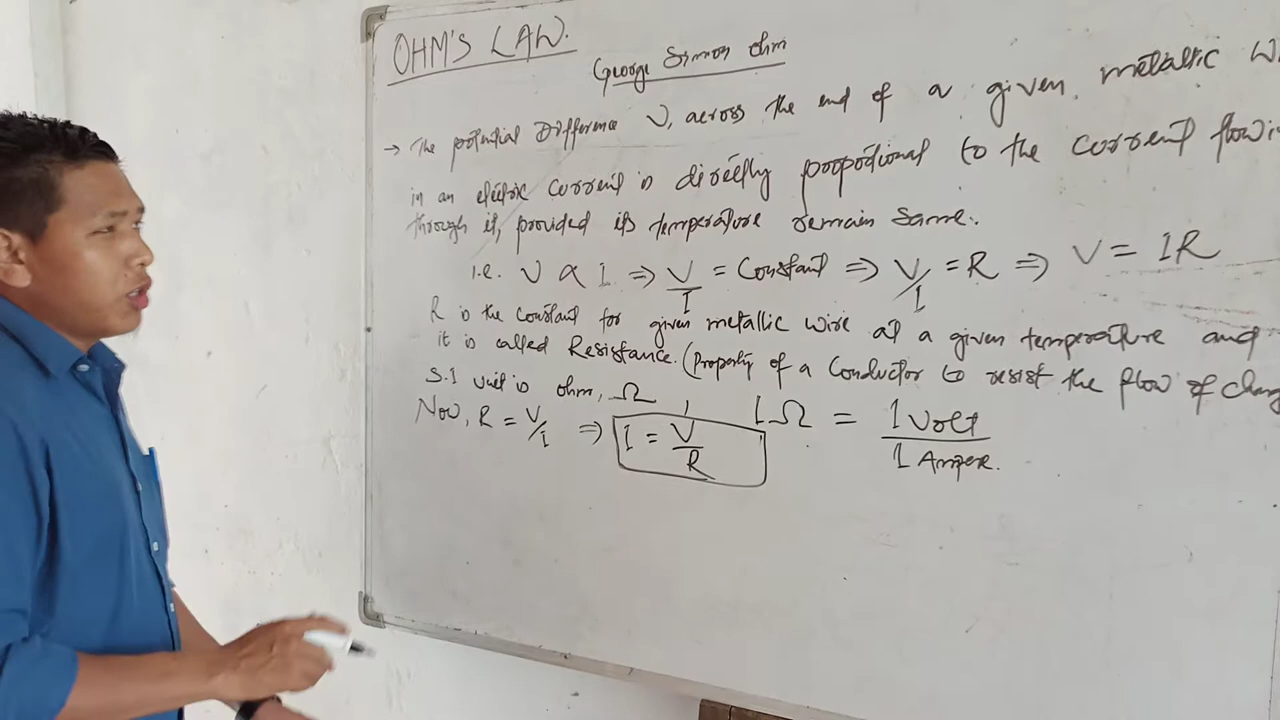 OHM'S LAW.
George Simon Ohm
→ The potential Difference V, across the end of a given metallic W
in an electric current is directly propotional to the current flowi
through it, provided its temperature remain same.
i.e. V ∝ I ⇒ V/I = Constant ⇒ V/I = R ⇒ V = IR
R is the constant for given metallic wire at a given temperature and
it is called Resistance. (Property of a Conductor to resist the flow of charg
S.I unit is ohm, Ω, 1Ω = 1 Volt / 1 Amper.
Now, R = V/I ⇒ I = V/R